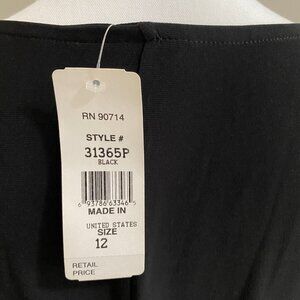 RN 90714
STYLE #
31365P
BLACK
6 93786 63346 5
MADE IN
UNITED STATES
SIZE
12
RETAIL
PRICE